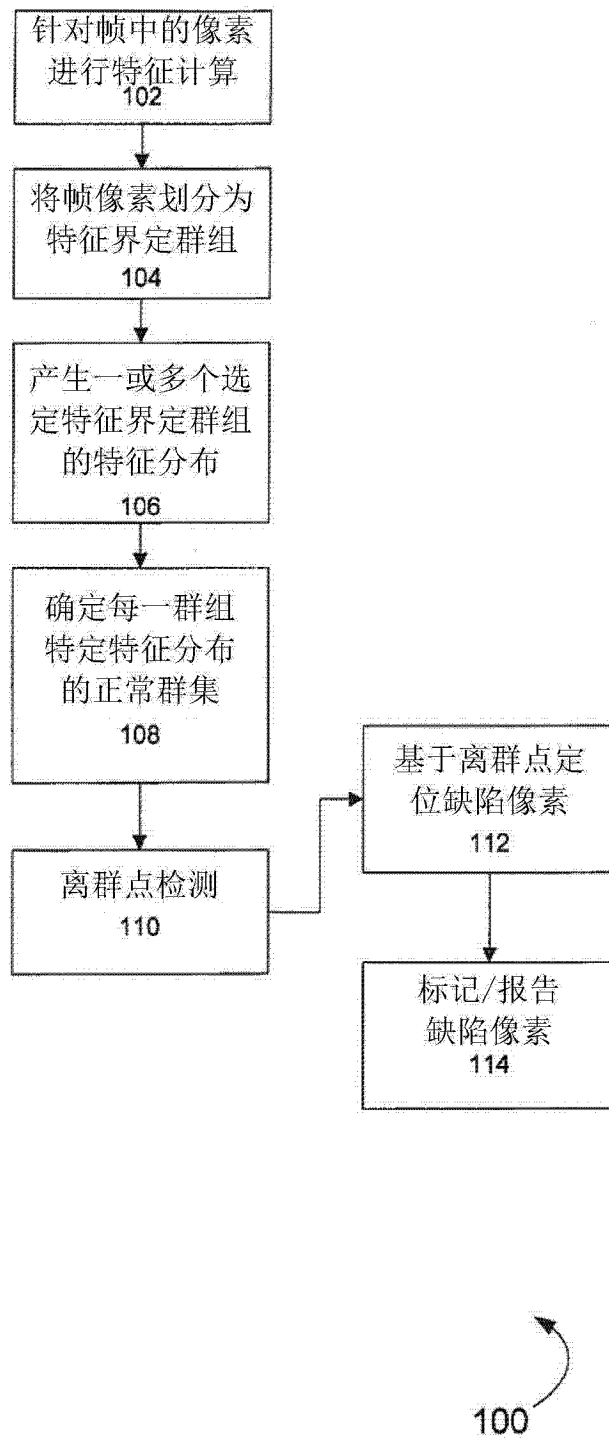 针对帧中的像素
进行特征计算
102
将帧像素划分为
特征界定群组
104
产生一或多个选
定特征界定群组
的特征分布
106
确定每一群组
特定特征分布
的正常群集
108
离群点检测
110
基于离群点定
位缺陷像素
112
标记/报告
缺陷像素
114
100